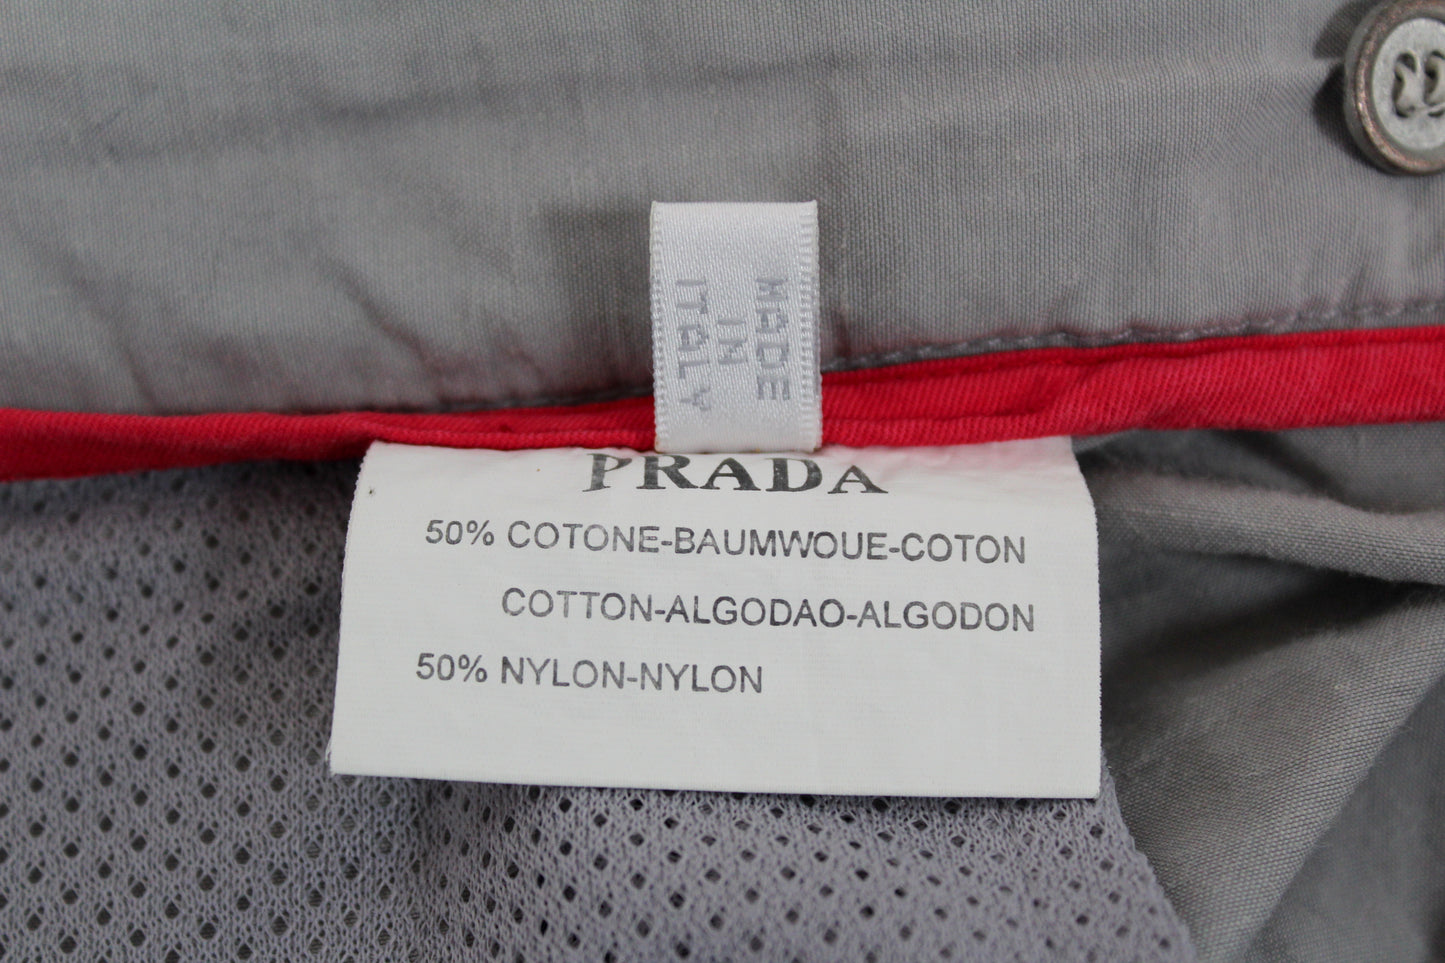 MADE
IN
ITALY
PRADA
50% COTONE-BAUMWOUE-COTON
COTTON-ALGODAO-ALGODON
50% NYLON-NYLON